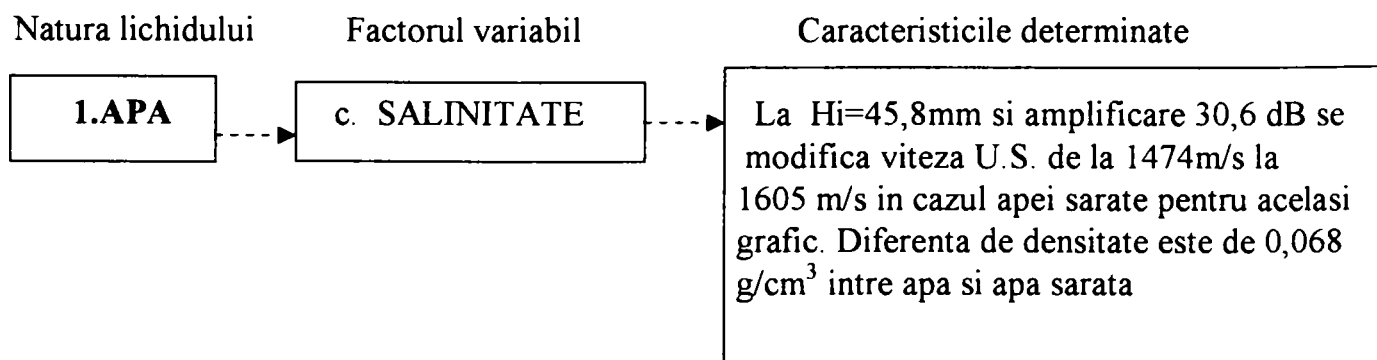 Natura lichidului Factorul variabil Caracteristicile determinate
1.APA
c. SALINITATE
La Hi=45,8mm si amplificare 30,6 dB se
modifica viteza U.S. de la 1474m/s la
1605 m/s in cazul apei sarate pentru acelasi
grafic. Diferenta de densitate este de 0,068
g/cm³ intre apa si apa sarata